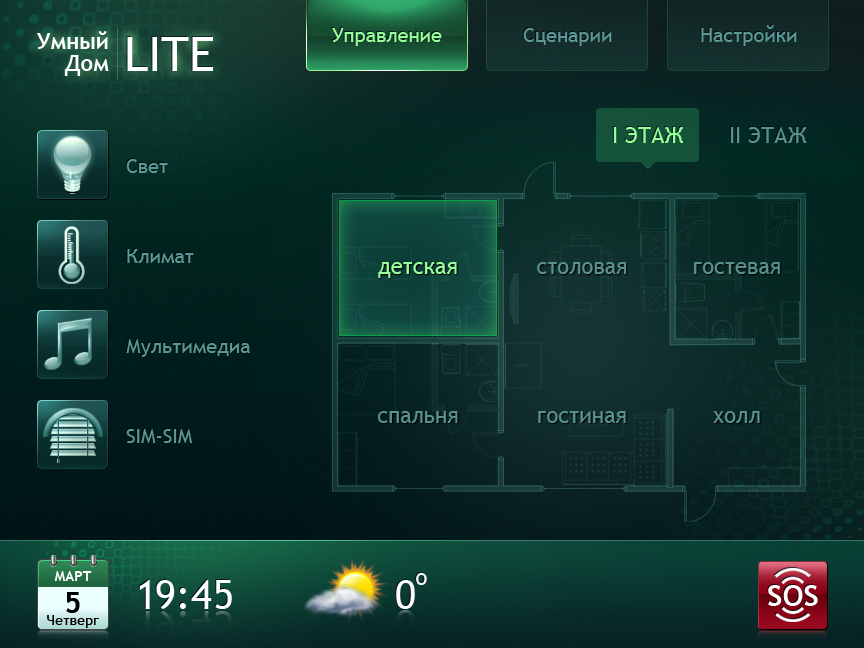 Умный
Дом
LITE
Управление
Сценарии
Настройки
I ЭТАЖ
II ЭТАЖ
Свет
Климат
Мультимедиа
SIM-SIM
детская
столовая
гостевая
спальня
гостиная
холл
МАРТ
5
Четверг
19:45
0°
SOS